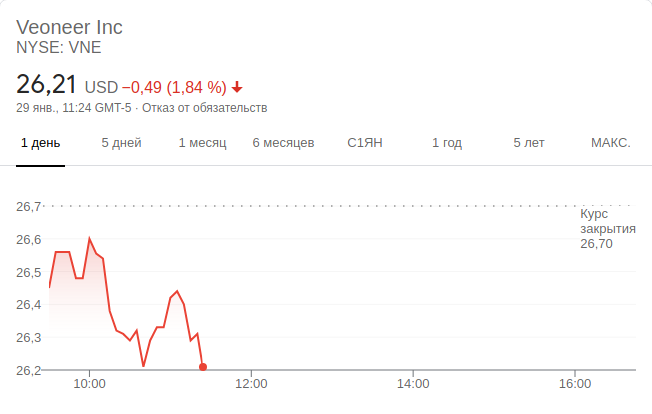 Veoneer Inc
NYSE: VNE
26,21 USD −0,49 (1,84 %)
29 янв., 11:24 GMT-5 · Отказ от обязательств
1 день 5 дней 1 месяц 6 месяцев С1ЯН 1 год 5 лет МАКС.
26,7
Курс
закрытия
26,70
26,6
26,5
26,4
26,3
26,2
10:00 12:00 14:00 16:00